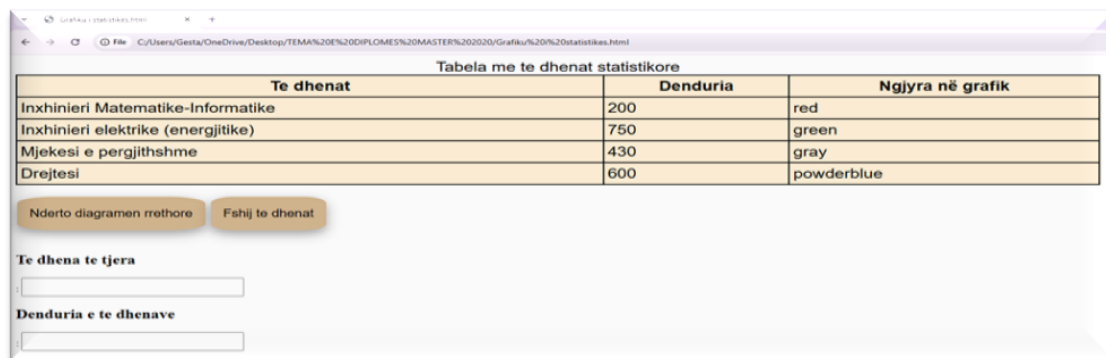 Grafiku i statistikes.html
File C:/Users/Gesta/OneDrive/Desktop/TEMA%20E%20DIPLOMES%20MASTER%202020/Grafiku%20i%20statistikes.html
Tabela me te dhenat statistikore
Te dhenat Denduria Ngjyra në grafik
Inxhinieri Matematike-Informatike 200 red
Inxhinieri elektrike (energjitike) 750 green
Mjekesi e pergjithshme 430 gray
Drejtesi 600 powderblue
Nderto diagramen rrethore Fshij te dhenat
Te dhena te tjera
:
Denduria e te dhenave
: